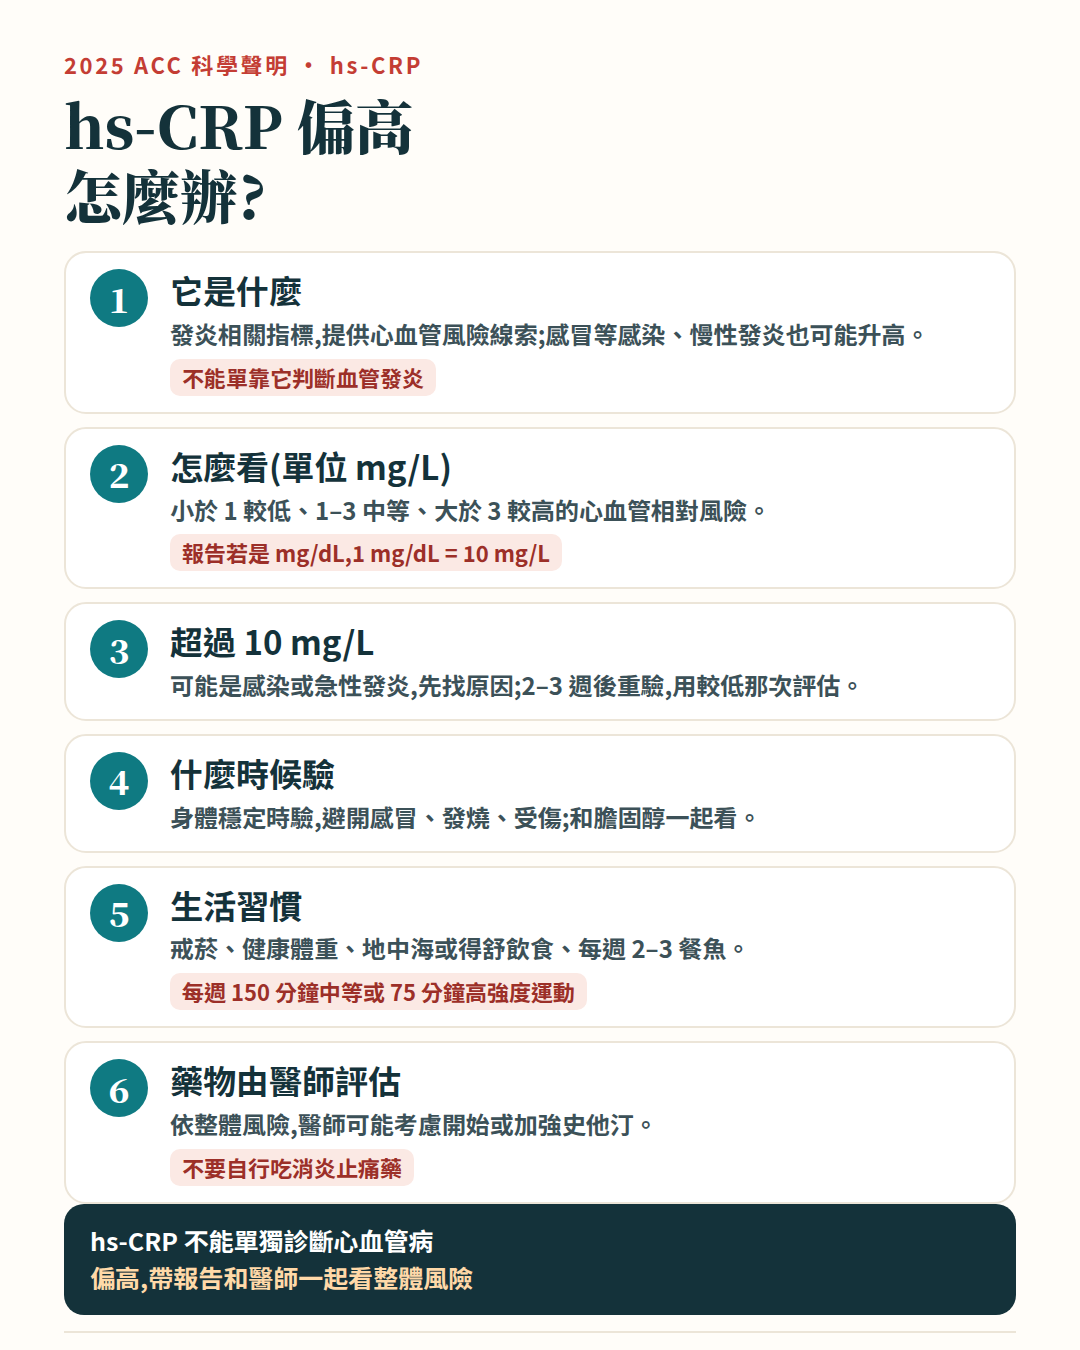 2025 ACC 科學聲明 • hs-CRP
hs-CRP 偏高
怎麼辦?
1
它是什麼
發炎相關指標,提供心血管風險線索;感冒等感染、慢性發炎也可能升高。
不能單靠它判斷血管發炎
2
怎麼看(單位 mg/L)
小於 1 較低、1–3 中等、大於 3 較高的心血管相對風險。
報告若是 mg/dL,1 mg/dL = 10 mg/L
3
超過 10 mg/L
可能是感染或急性發炎,先找原因;2–3 週後重驗,用較低那次評估。
4
什麼時候驗
身體穩定時驗,避開感冒、發燒、受傷;和膽固醇一起看。
5
生活習慣
戒菸、健康體重、地中海或得舒飲食、每週 2–3 餐魚。
每週 150 分鐘中等或 75 分鐘高強度運動
6
藥物由醫師評估
依整體風險,醫師可能考慮開始或加強史他汀。
不要自行吃消炎止痛藥
hs-CRP 不能單獨診斷心血管病
偏高,帶報告和醫師一起看整體風險